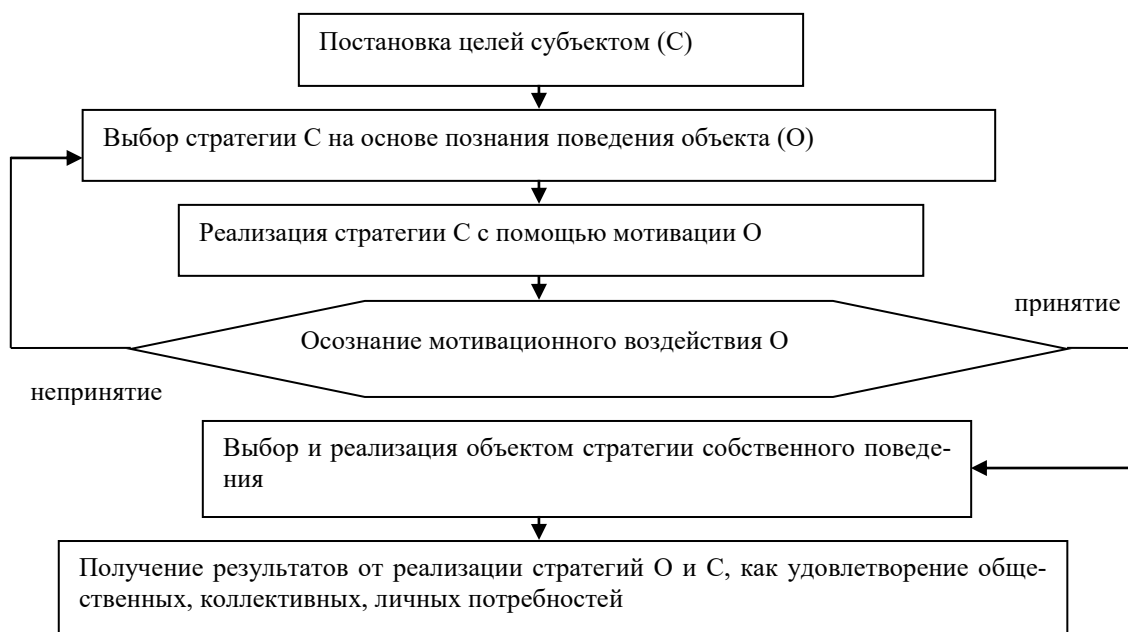 Постановка целей субъектом (С)
Выбор стратегии С на основе познания поведения объекта (О)
Реализация стратегии С с помощью мотивации О
принятие
Осознание мотивационного воздействия О
непринятие
Выбор и реализация объектом стратегии собственного поведе-
ния
Получение результатов от реализации стратегий О и С, как удовлетворение обще-
ственных, коллективных, личных потребностей